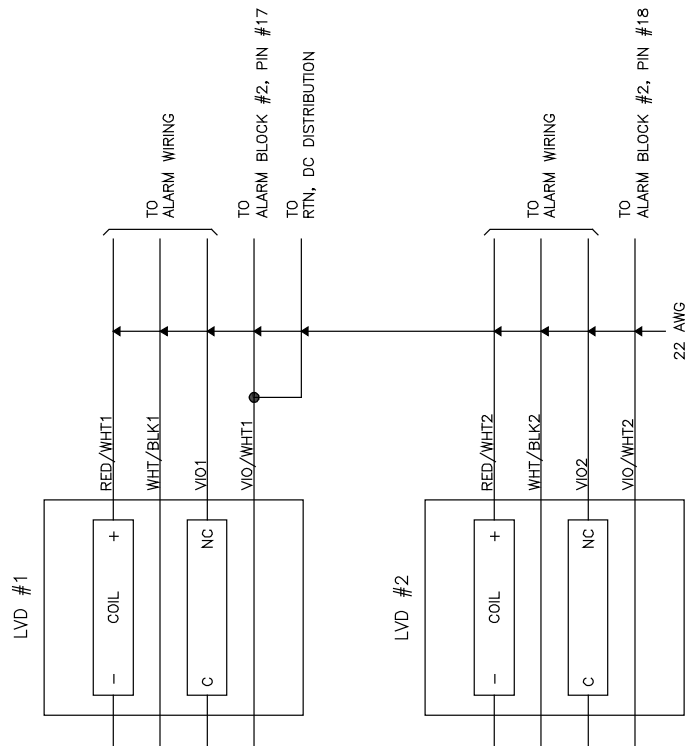 LVD #1
COIL
-
+
C
NC
RED/WHT1
WHT/BLK1
VIO1
VIO/WHT1
TO
ALARM WIRING
TO
ALARM BLOCK #2, PIN #17
TO
RTN, DC DISTRIBUTION
LVD #2
COIL
-
+
C
NC
RED/WHT2
WHT/BLK2
VIO2
VIO/WHT2
TO
ALARM WIRING
TO
ALARM BLOCK #2, PIN #18
22 AWG